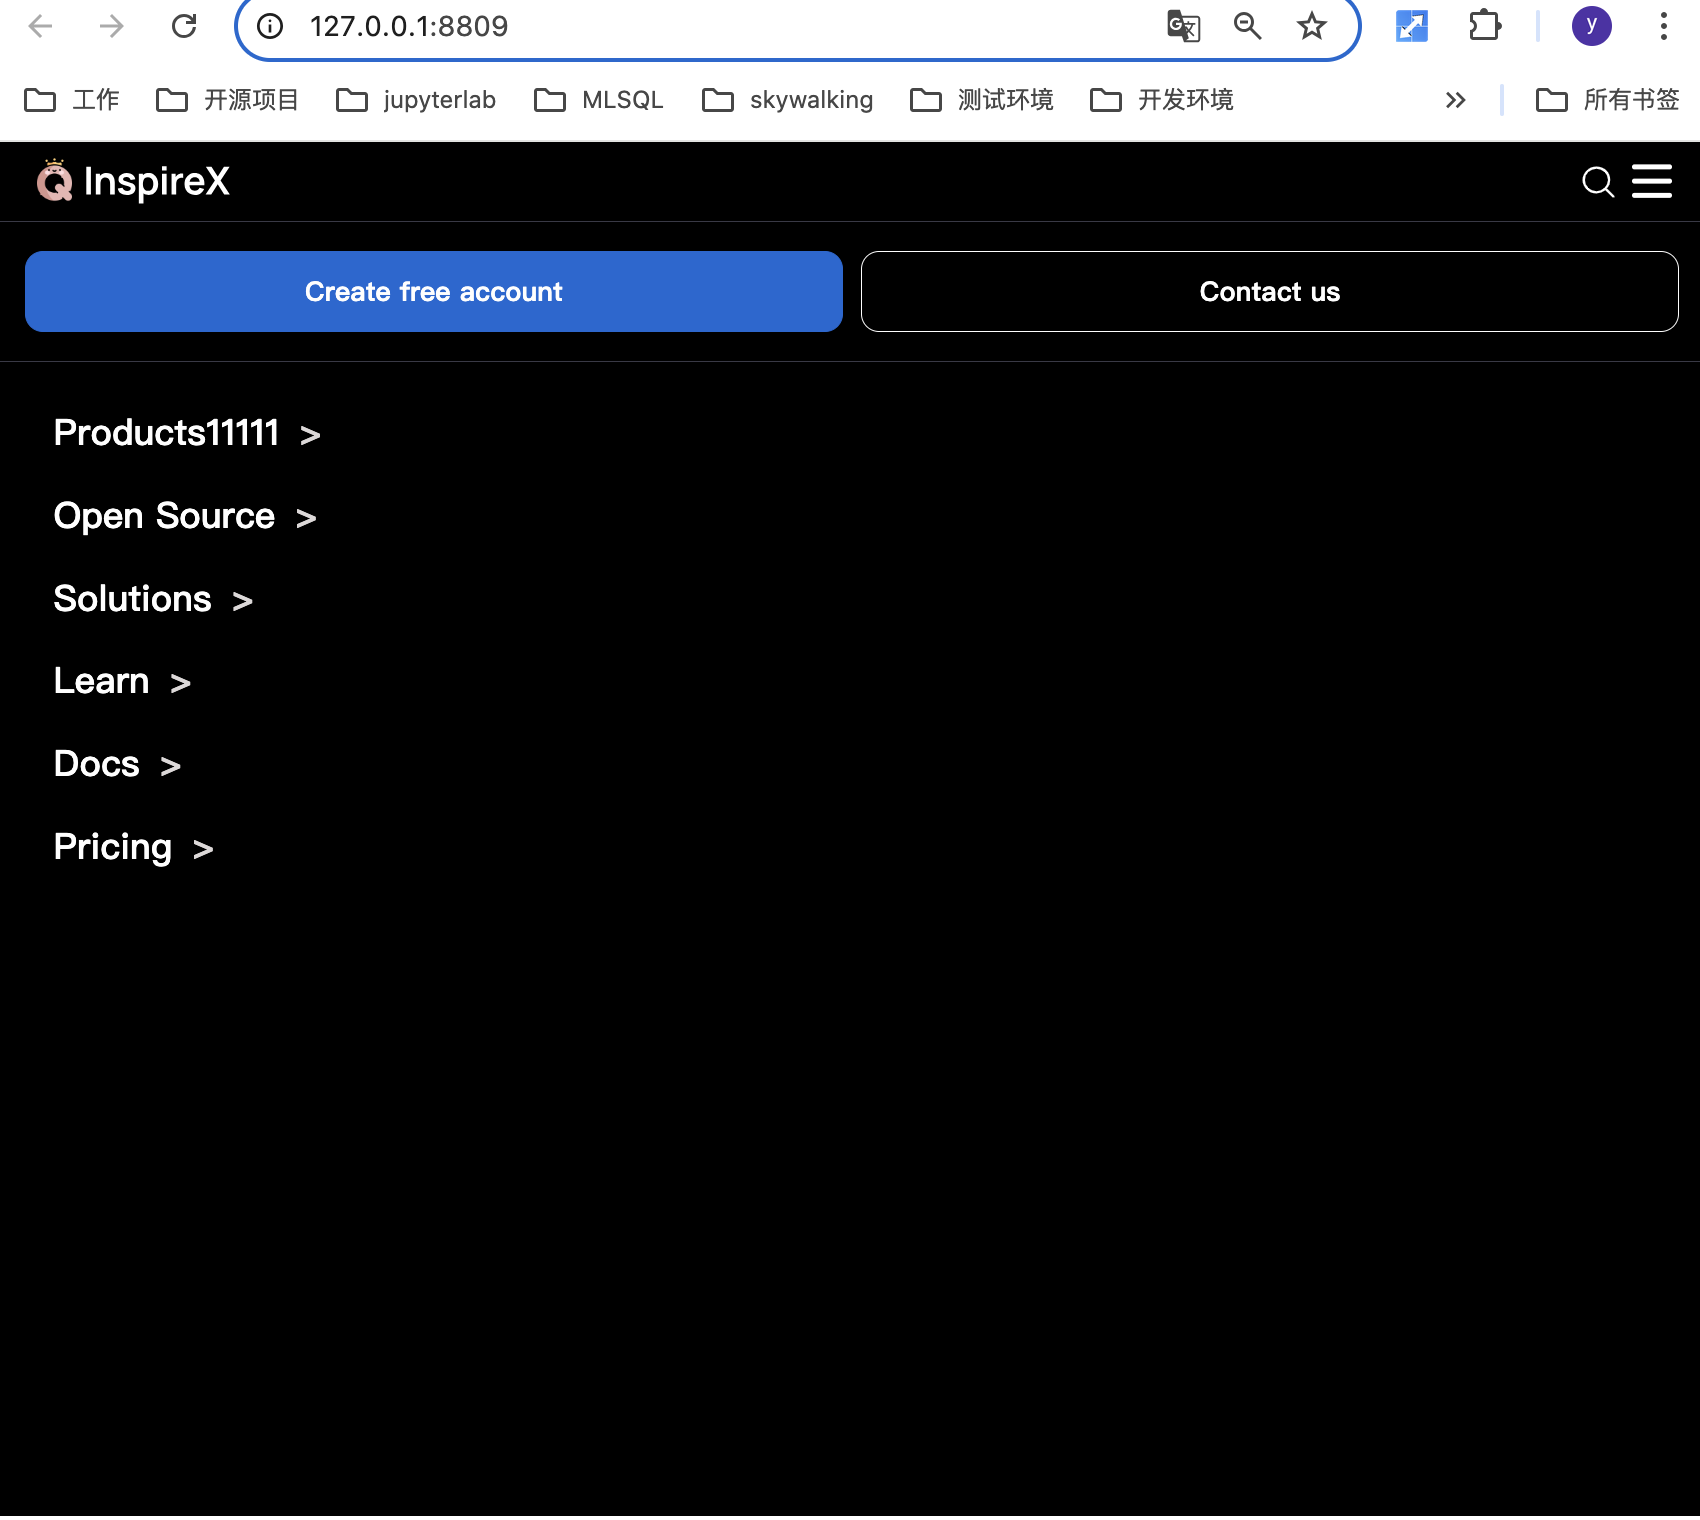 127.0.0.1:8809
y
工作 开源项目 jupyterlab MLSQL skywalking 测试环境 开发环境 » 所有书签
InspireX
Create free account
Contact us
Products11111 >
Open Source >
Solutions >
Learn >
Docs >
Pricing >